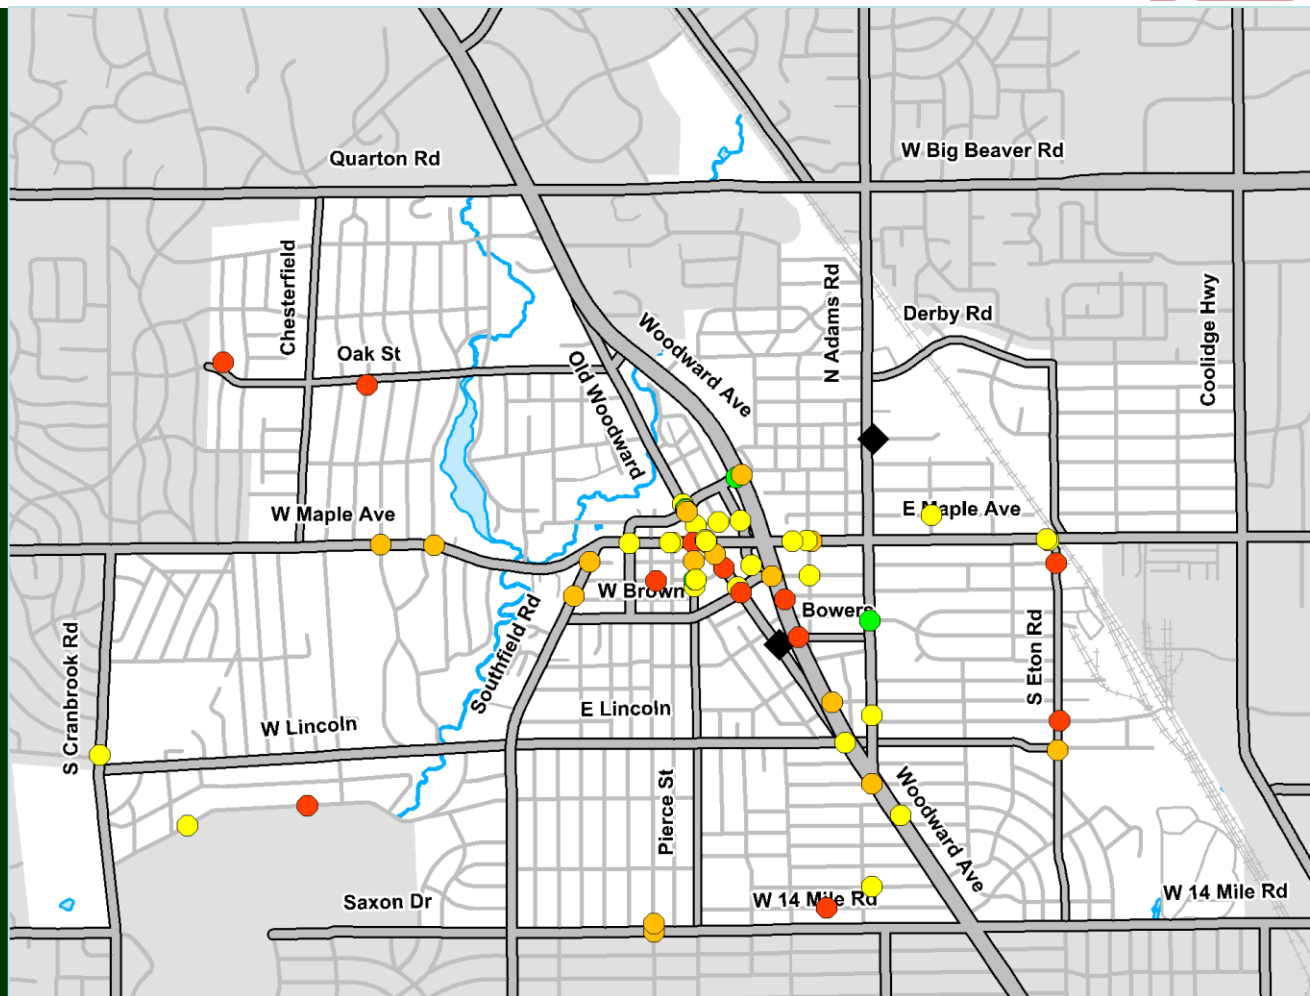 W Big Beaver Rd
Quarton Rd
Chesterfield
N Adams Rd
Coolidge Hwy
Derby Rd
Woodward Ave
Oak St
Old Woodward
W Maple Ave
E Maple Ave
W Brown
Bowers
Southfield Rd
S Cranbrook Rd
S Eton Rd
E Lincoln
W Lincoln
Pierce St
Woodward Ave
W 14 Mile Rd
W 14 Mile Rd
Saxon Dr